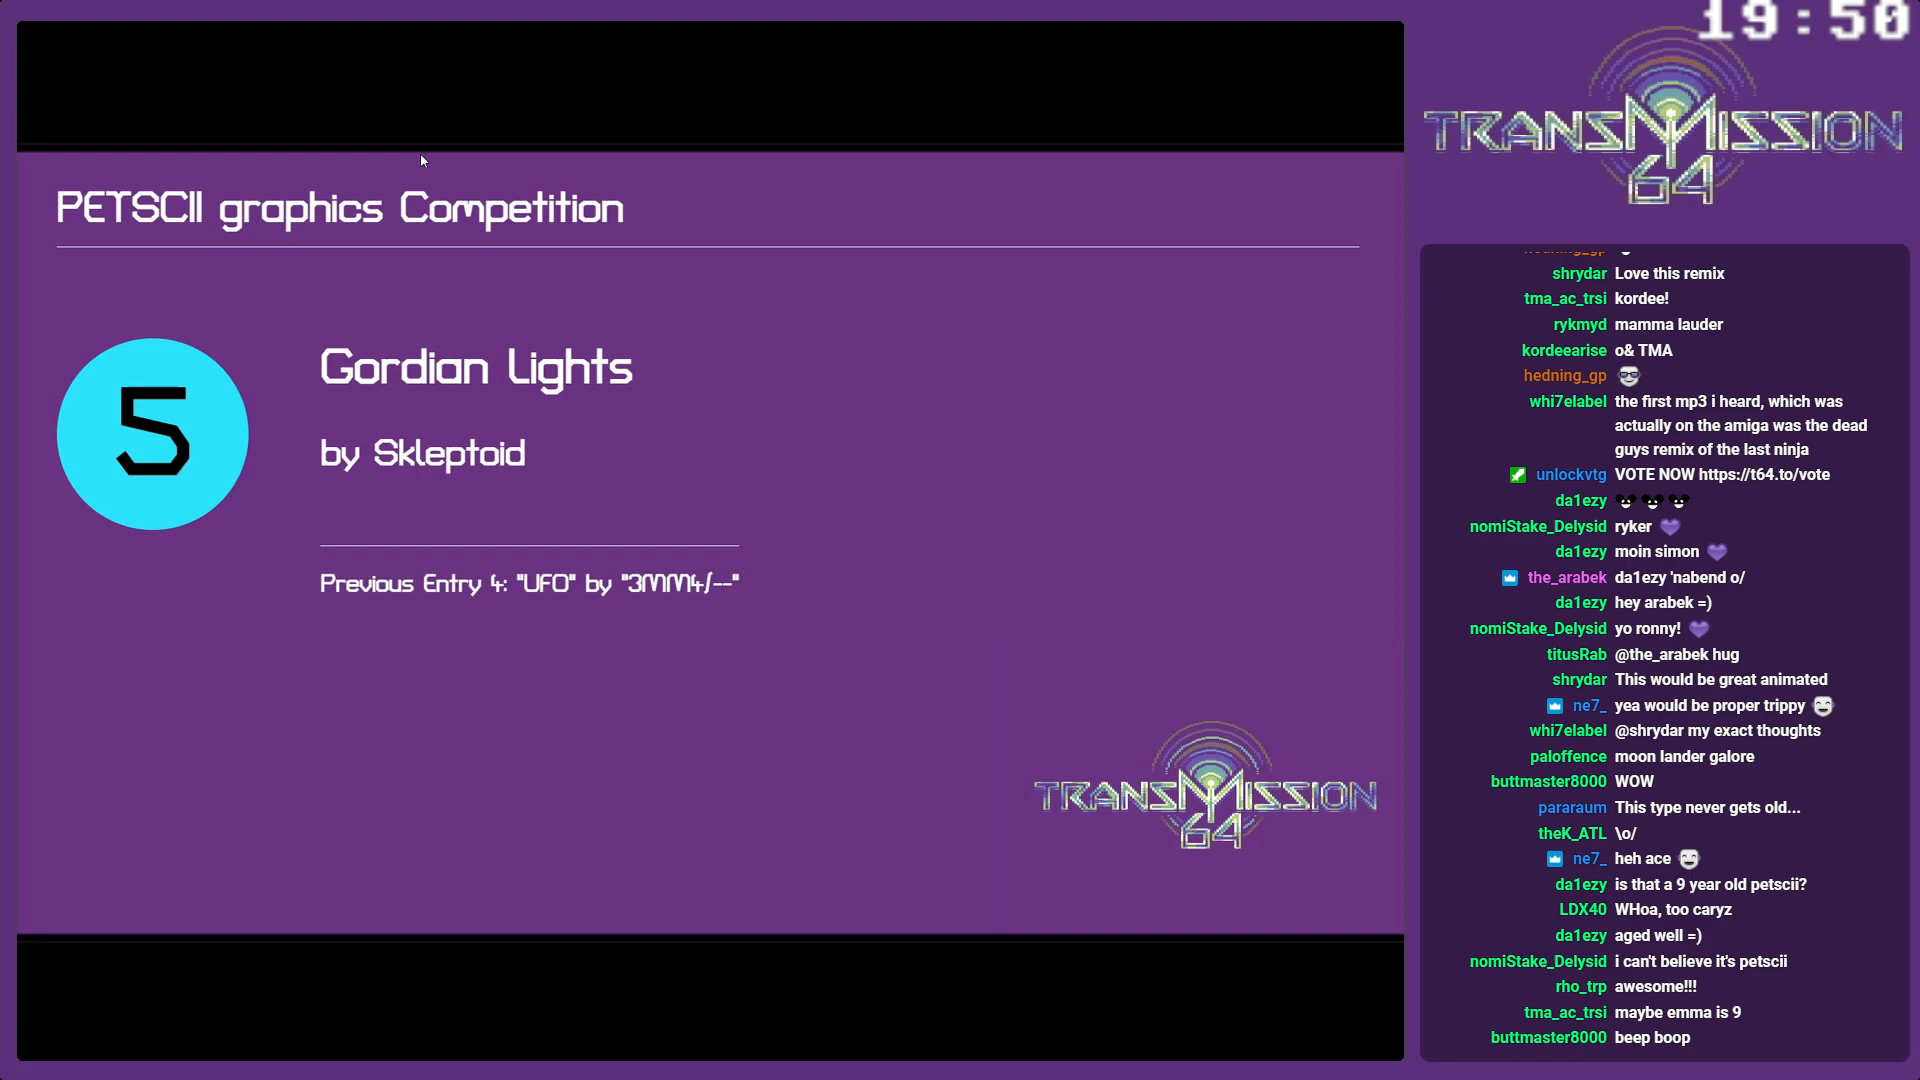 19:50
TRANSMISSION
64
PETSCII graphics Competition
5
Gordian Lights
by Skleptoid
Previous Entry 4: "UFO" by "3MM4/--"
TRANSMISSION
64
shrydar Love this remix
tma_ac_trsi kordee!
rykmyd mamma lauder
kordeearise o& TMA
hedning_gp
whi7elabel the first mp3 i heard, which was
actually on the amiga was the dead
guys remix of the last ninja
unlockvtg VOTE NOW https://t64.to/vote
da1ezy
nomiStake_Delysid ryker
da1ezy moin simon
the_arabek da1ezy 'nabend o/
da1ezy hey arabek =)
nomiStake_Delysid yo ronny!
titusRab @the_arabek hug
shrydar This would be great animated
ne7_ yea would be proper trippy
whi7elabel @shrydar my exact thoughts
paloffence moon lander galore
buttmaster8000 WOW
pararaum This type never gets old...
theK_ATL \o/
ne7_ heh ace
da1ezy is that a 9 year old petscii?
LDX40 WHoa, too caryz
da1ezy aged well =)
nomiStake_Delysid i can't believe it's petscii
rho_trp awesome!!!
tma_ac_trsi maybe emma is 9
buttmaster8000 beep boop